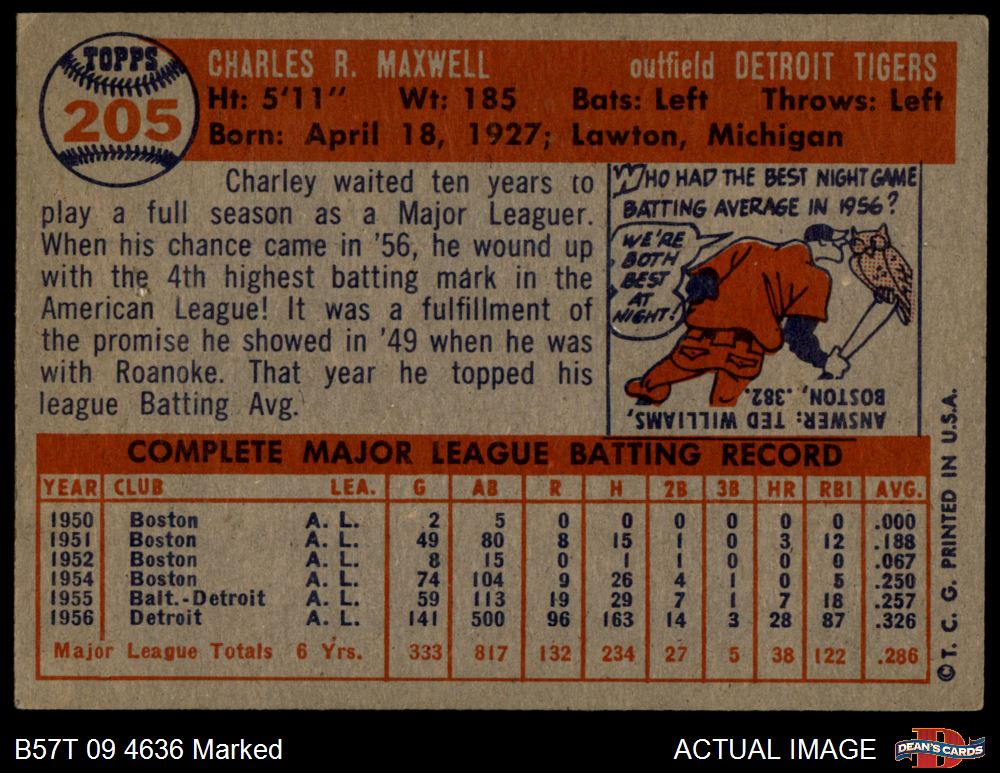 TOPPS
205
CHARLES R. MAXWELL outfield DETROIT TIGERS
Ht: 5'11" Wt: 185 Bats: Left Throws: Left
Born: April 18, 1927; Lawton, Michigan
Charley waited ten years to
play a full season as a Major Leaguer.
When his chance came in '56, he wound up
with the 4th highest batting mark in the
American League! It was a fulfillment of
the promise he showed in '49 when he was
with Roanoke. That year he topped his
league Batting Avg.
WHO HAD THE BEST NIGHT GAME
BATTING AVERAGE IN 1956?
WE'RE
BOTH
BEST
AT
NIGHT!
ANSWER: TED WILLIAMS,
BOSTON, .382.
COMPLETE MAJOR LEAGUE BATTING RECORD
YEAR CLUB LEA. G AB R H 2B 3B HR RBI AVG.
1950 Boston A. L. 2 5 0 0 0 0 0 0 .000
1951 Boston A. L. 49 80 8 15 1 0 3 12 .188
1952 Boston A. L. 8 15 0 1 1 0 0 0 .067
1954 Boston A. L. 74 104 9 26 4 1 0 5 .250
1955 Balt.-Detroit A. L. 59 113 19 29 7 1 7 18 .257
1956 Detroit A. L. 141 500 96 163 14 3 28 87 .326
Major League Totals 6 Yrs. 333 817 132 234 27 5 38 122 .286
© T. C. G. PRINTED IN U.S.A.
B57T 09 4636 Marked
ACTUAL IMAGE
D
DEAN'S CARDS